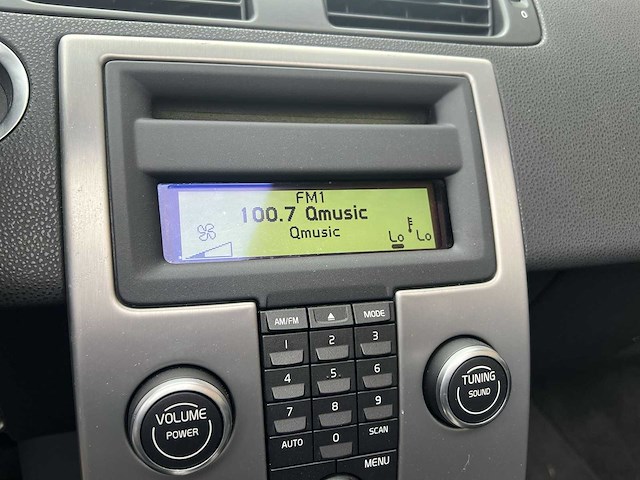 FM1
100.7 Qmusic
Qmusic
Lo Lo
AM/FM MODE
1 2 3
4 5 6
7 8 9
AUTO 0 SCAN
MENU
VOLUME
POWER
TUNING
SOUND
0